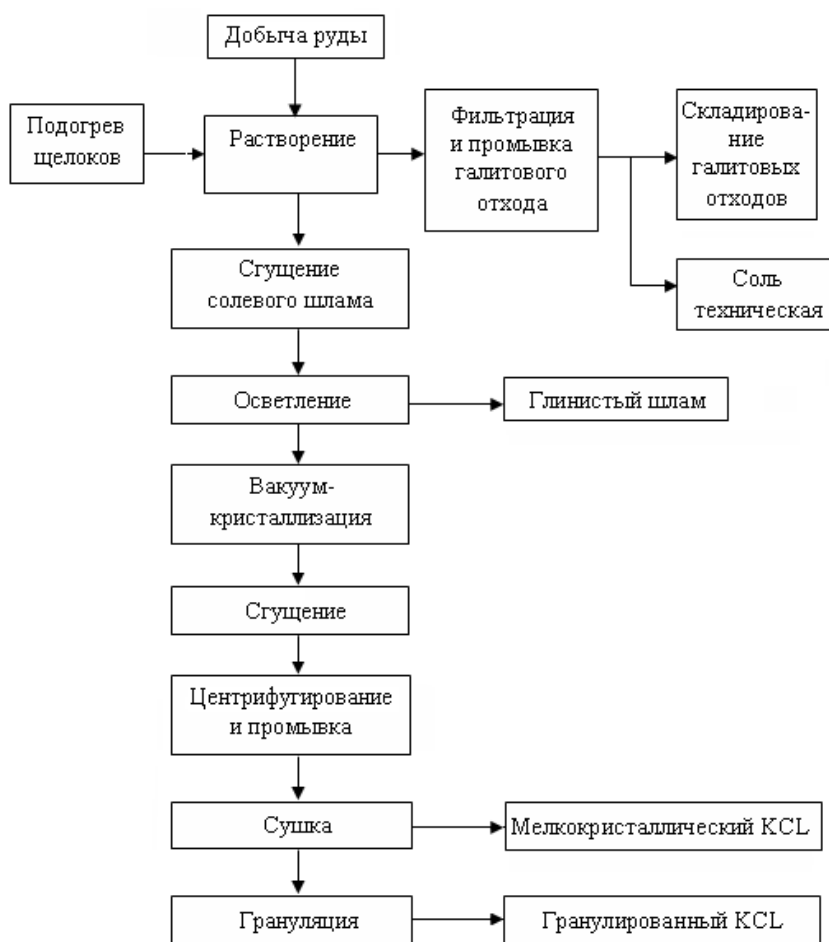 Добыча руды
Подогрев
щелоков
Растворение
Фильтрация
и промывка
галитового
отхода
Складирова-
ние
галитовых
отходов
Соль
техническая
Сгущение
солевого шлама
Осветление
Глинистый шлам
Вакуум-
кристаллизация
Сгущение
Центрифугирование
и промывка
Сушка
Мелкокристаллический KCL
Грануляция
Гранулированный KCL